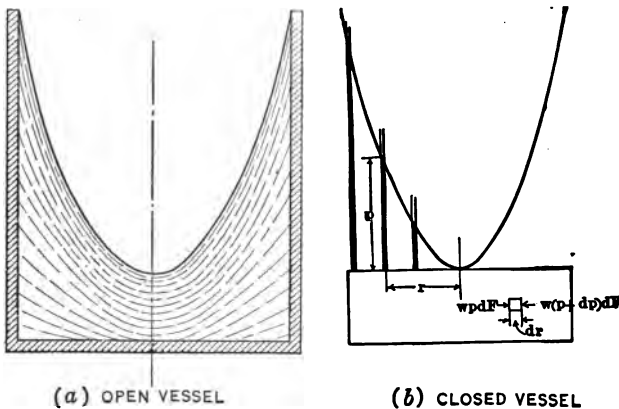 r
wpdF
w(p+dp)dF
dr
(a) OPEN VESSEL
(b) CLOSED VESSEL